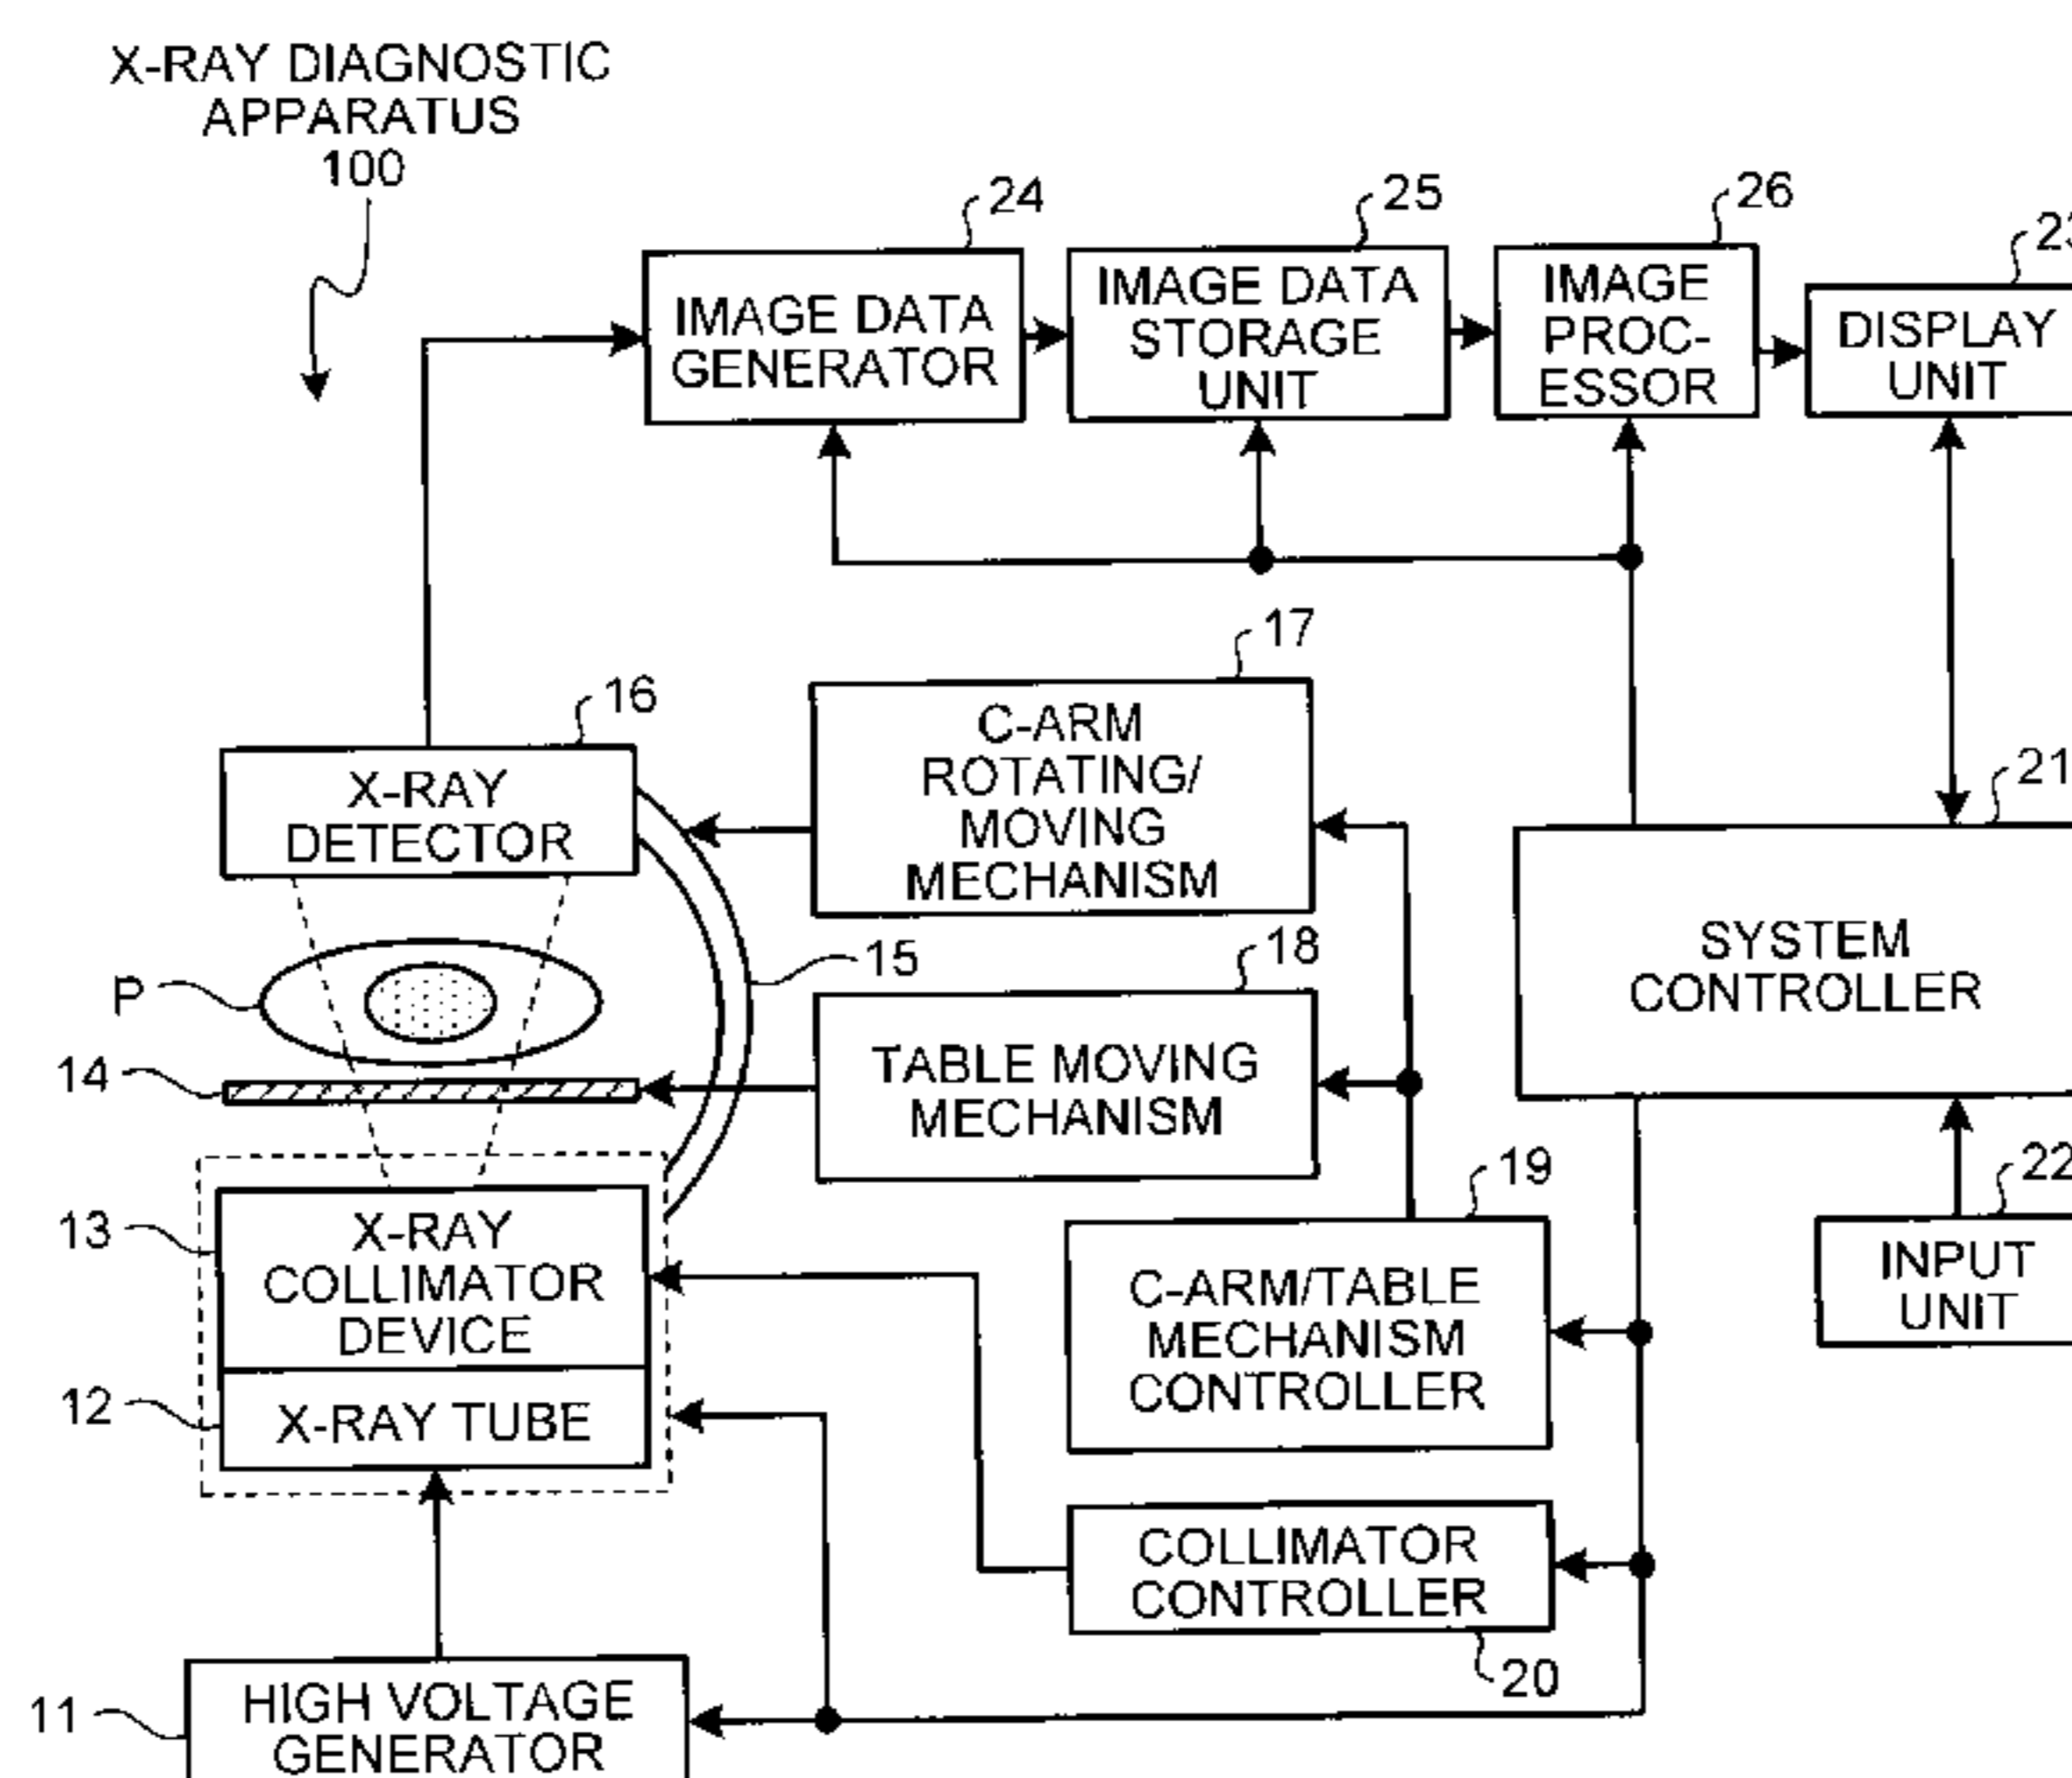 X-RAY DIAGNOSTIC
APPARATUS
100
24
25
26
IMAGE DATA
GENERATOR
IMAGE DATA
STORAGE
UNIT
IMAGE
PROC-
ESSOR
DISPLAY
UNIT
17
16
C-ARM
ROTATING/
MOVING
MECHANISM
X-RAY
DETECTOR
21
SYSTEM
CONTROLLER
15
18
P
14
TABLE MOVING
MECHANISM
19
22
13
X-RAY
COLLIMATOR
DEVICE
C-ARM/TABLE
MECHANISM
CONTROLLER
INPUT
UNIT
12
X-RAY TUBE
COLLIMATOR
CONTROLLER
20
11
HIGH VOLTAGE
GENERATOR